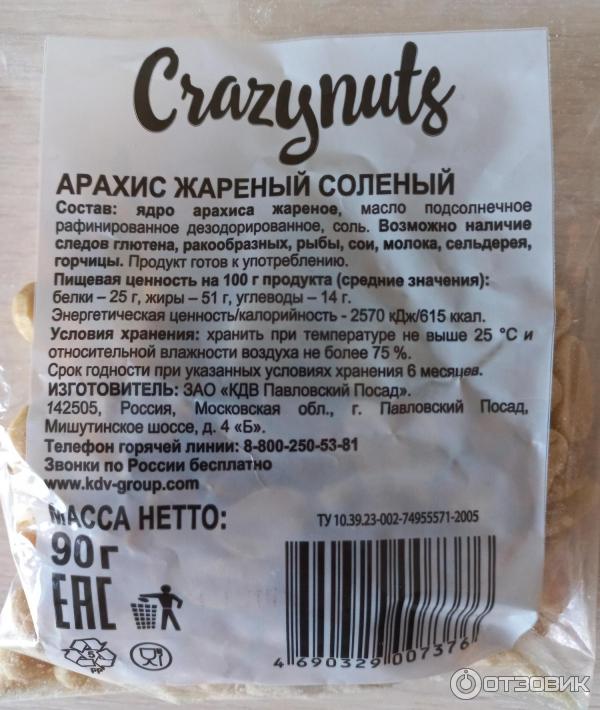 Crazynuts
АРАХИС ЖАРЕНЫЙ СОЛЕНЫЙ
Состав: ядро арахиса жареное, масло подсолнечное
рафинированное дезодорированное, соль. Возможно наличие
следов глютена, ракообразных, рыбы, сои, молока, сельдерея,
горчицы. Продукт готов к употреблению.
Пищевая ценность на 100 г продукта (средние значения):
белки – 25 г, жиры – 51 г, углеводы – 14 г.
Энергетическая ценность/калорийность - 2570 кДж/615 ккал.
Условия хранения: хранить при температуре не выше 25 °С и
относительной влажности воздуха не более 75 %.
Срок годности при указанных условиях хранения 6 месяцев.
ИЗГОТОВИТЕЛЬ: ЗАО «КДВ Павловский Посад».
142505, Россия, Московская обл., г. Павловский Посад,
Мишутинское шоссе, д. 4 «Б».
Телефон горячей линии: 8-800-250-53-81
Звонки по России бесплатно
www.kdv-group.com
МАССА НЕТТО:
90 г
ТУ 10.39.23-002-74955571-2005
ЕАС
5
PP
4 690329 007376
ОТЗОВИК